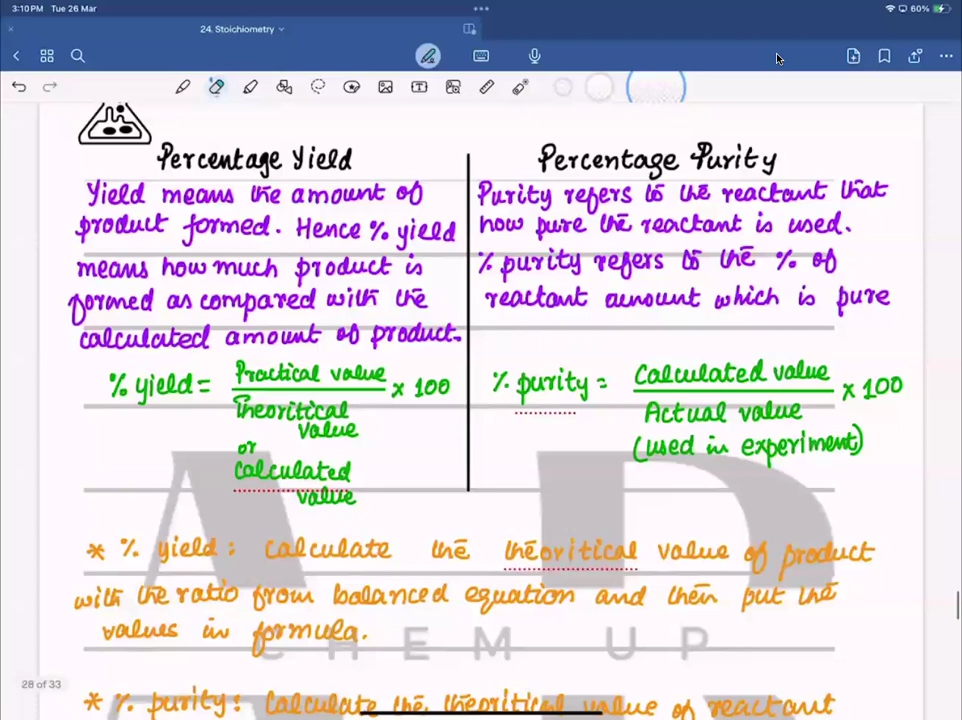 3:10PM Tue 26 Mar
60%
24. Stoichiometry
Percentage Yield
Yield means the amount of
product formed. Hence % yield
means how much product is
formed as compared with the
calculated amount of product.
% yield = Practical value × 100
Theoritical
value
or
Calculated
value
Percentage Purity
Purity refers to the reactant that
how pure the reactant is used.
% purity refers to the % of
reactant amount which is pure
% purity = Calculated value × 100
Actual value
(used in experiment)
* % yield: Calculate the theoritical value of product
with the ratio from balanced equation and then put the
values in formula.
CHEM UP
28 of 33
* % purity: Calculate the theoritical value of reactant